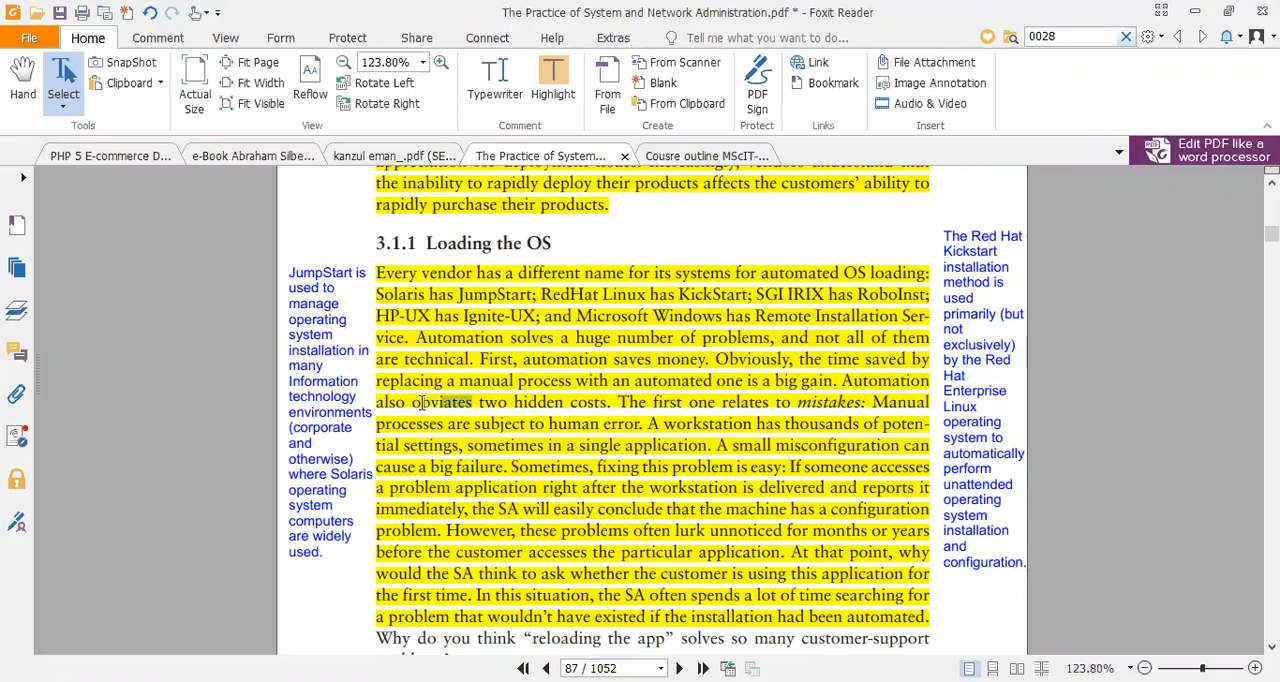 The Practice of System and Network Administration.pdf * - Foxit Reader
File
Home
Comment
View
Form
Protect
Share
Connect
Help
Extras
Tell me what you want to do...
0028
Hand
Select
SnapShot
Clipboard
Tools
Actual
Size
Fit Page
Fit Width
Fit Visible
Reflow
123.80%
Rotate Left
Rotate Right
View
Typewriter
Highlight
Comment
From
File
From Scanner
Blank
From Clipboard
Create
PDF
Sign
Protect
Link
Bookmark
Links
File Attachment
Image Annotation
Audio & Video
Insert
PHP 5 E-commerce D...
e-Book Abraham Silbe...
kanzul eman_.pdf (SE...
The Practice of System...
Cousre outline MScIT-...
Edit PDF like a
word processor
the inability to rapidly deploy their products affects the customers’ ability to
rapidly purchase their products.
3.1.1 Loading the OS
Every vendor has a different name for its systems for automated OS loading:
Solaris has JumpStart; RedHat Linux has KickStart; SGI IRIX has RoboInst;
HP-UX has Ignite-UX; and Microsoft Windows has Remote Installation Ser-
vice. Automation solves a huge number of problems, and not all of them
are technical. First, automation saves money. Obviously, the time saved by
replacing a manual process with an automated one is a big gain. Automation
also obviates two hidden costs. The first one relates to mistakes: Manual
processes are subject to human error. A workstation has thousands of poten-
tial settings, sometimes in a single application. A small misconfiguration can
cause a big failure. Sometimes, fixing this problem is easy: If someone accesses
a problem application right after the workstation is delivered and reports it
immediately, the SA will easily conclude that the machine has a configuration
problem. However, these problems often lurk unnoticed for months or years
before the customer accesses the particular application. At that point, why
would the SA think to ask whether the customer is using this application for
the first time. In this situation, the SA often spends a lot of time searching for
a problem that wouldn’t have existed if the installation had been automated.
Why do you think “reloading the app” solves so many customer-support
JumpStart is
used to
manage
operating
system
installation in
many
Information
technology
environments
(corporate
and
otherwise)
where Solaris
operating
system
computers
are widely
used.
The Red Hat
Kickstart
installation
method is
used
primarily (but
not
exclusively)
by the Red
Hat
Enterprise
Linux
operating
system to
automatically
perform
unattended
operating
system
installation
and
configuration.
87 / 1052
123.80%